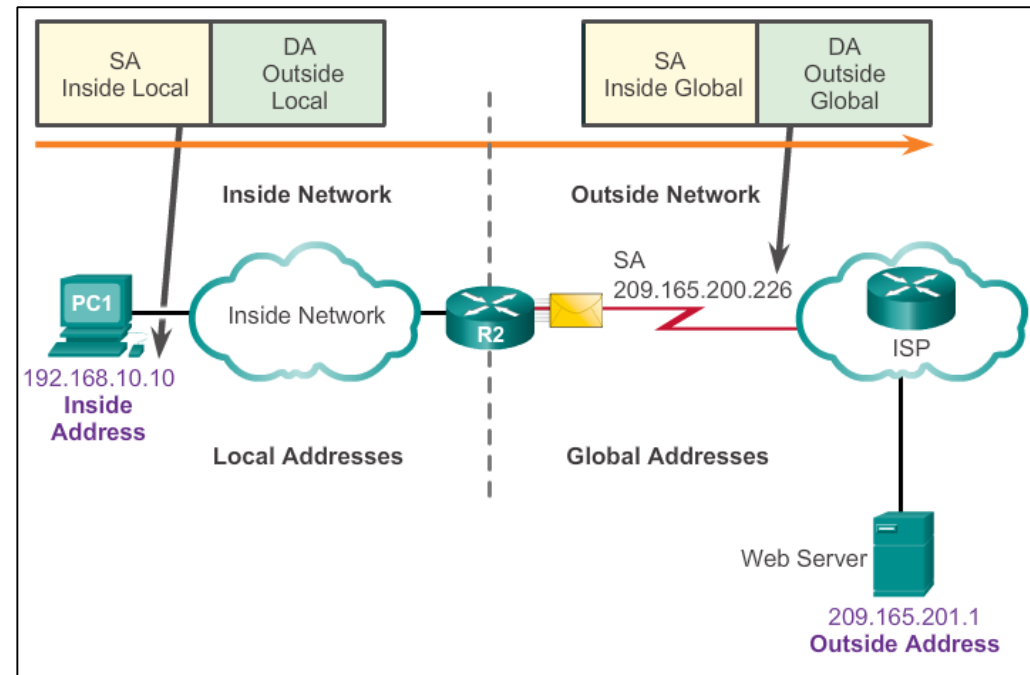 SA
Inside Local
DA
Outside
Local
SA
Inside Global
DA
Outside
Global
Inside Network
Outside Network
PC1
Inside Network
R2
SA
209.165.200.226
ISP
192.168.10.10
Inside
Address
Local Addresses
Global Addresses
Web Server
209.165.201.1
Outside Address